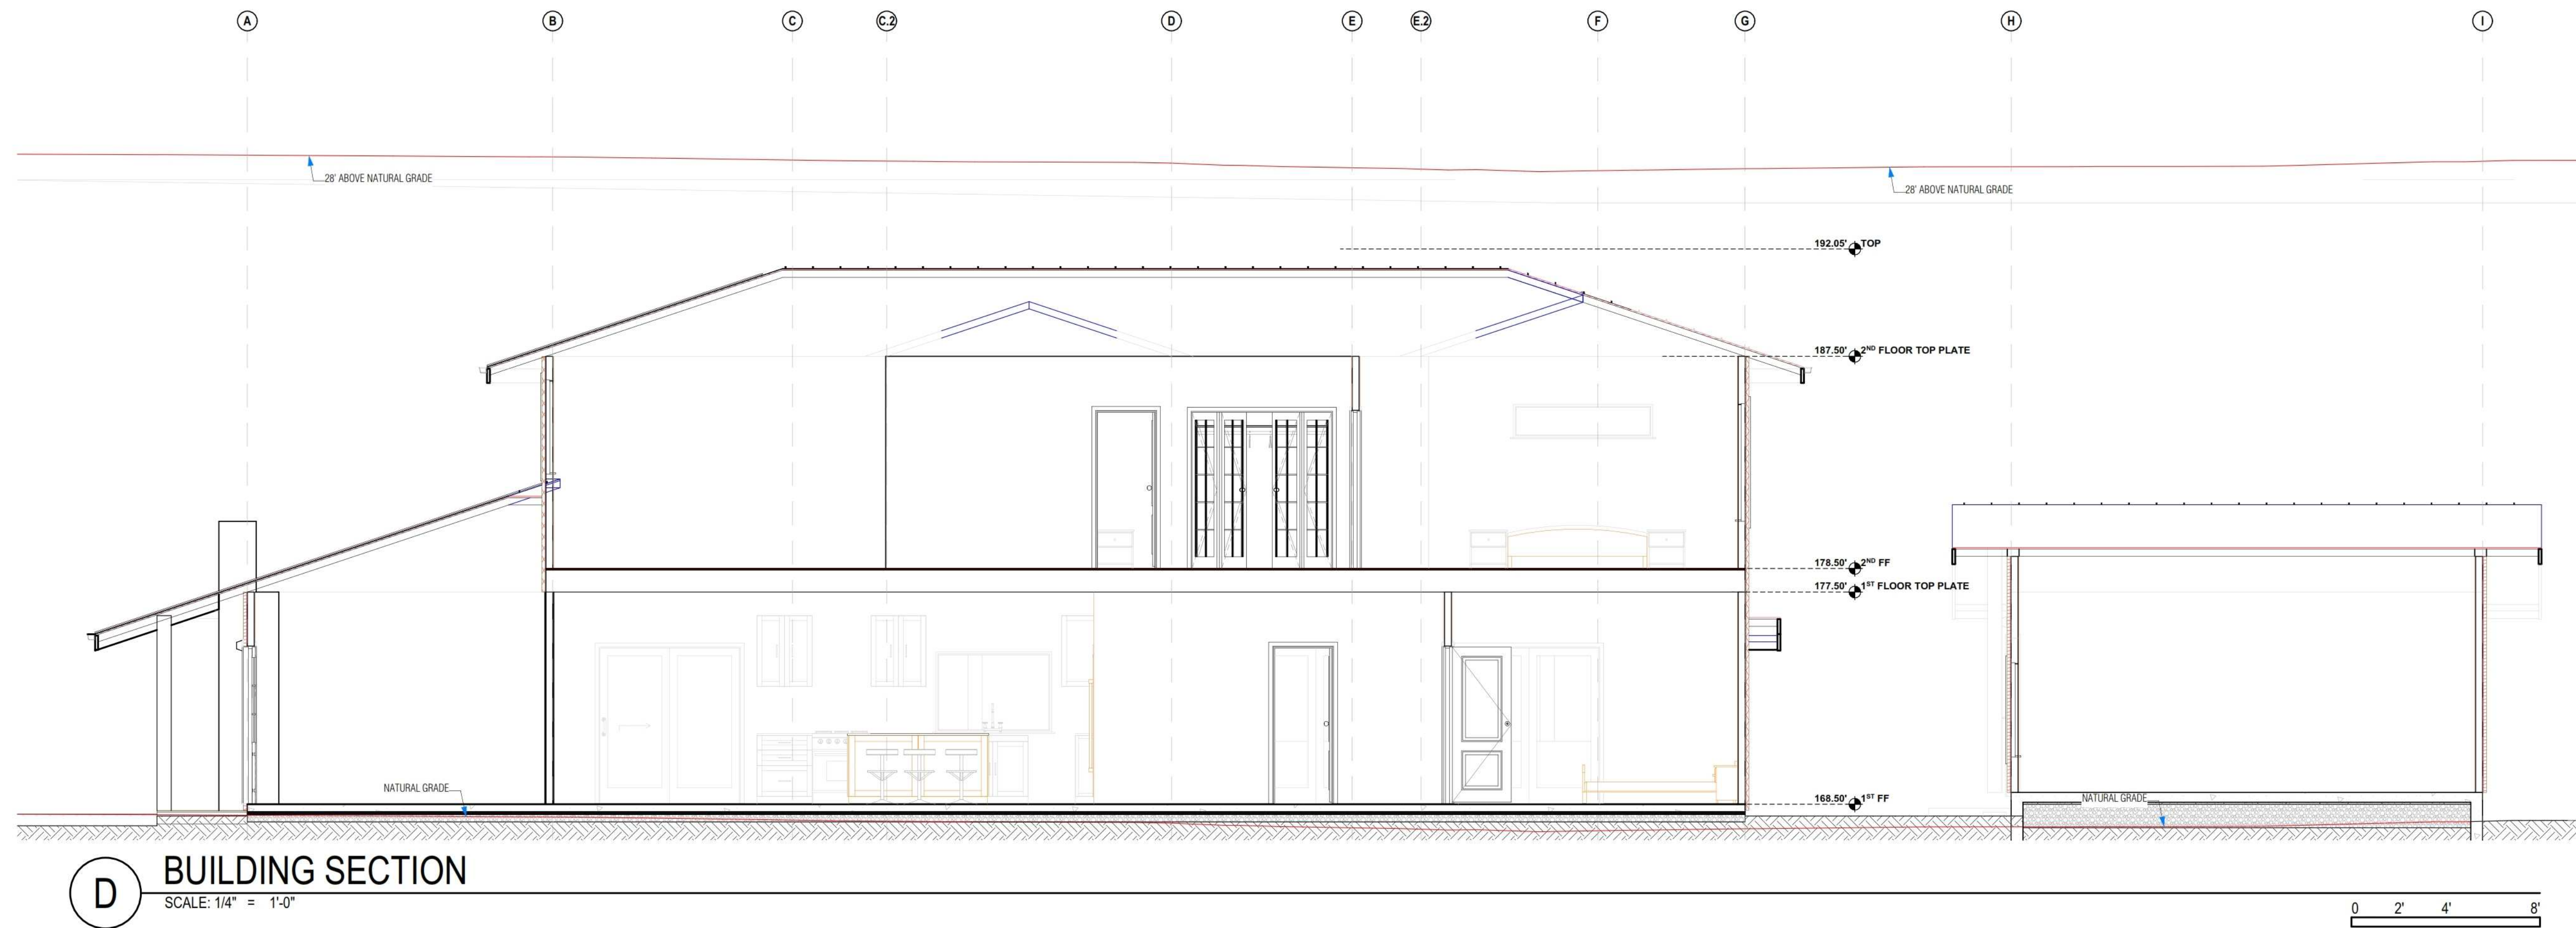 A B C C.2 D E E.2 F G H I
28' ABOVE NATURAL GRADE
28' ABOVE NATURAL GRADE
192.05' TOP
187.50' 2ND FLOOR TOP PLATE
178.50' 2ND FF
177.50' 1ST FLOOR TOP PLATE
NATURAL GRADE
168.50' 1ST FF
NATURAL GRADE
D
BUILDING SECTION
SCALE: 1/4" = 1'-0"
0 2' 4' 8'